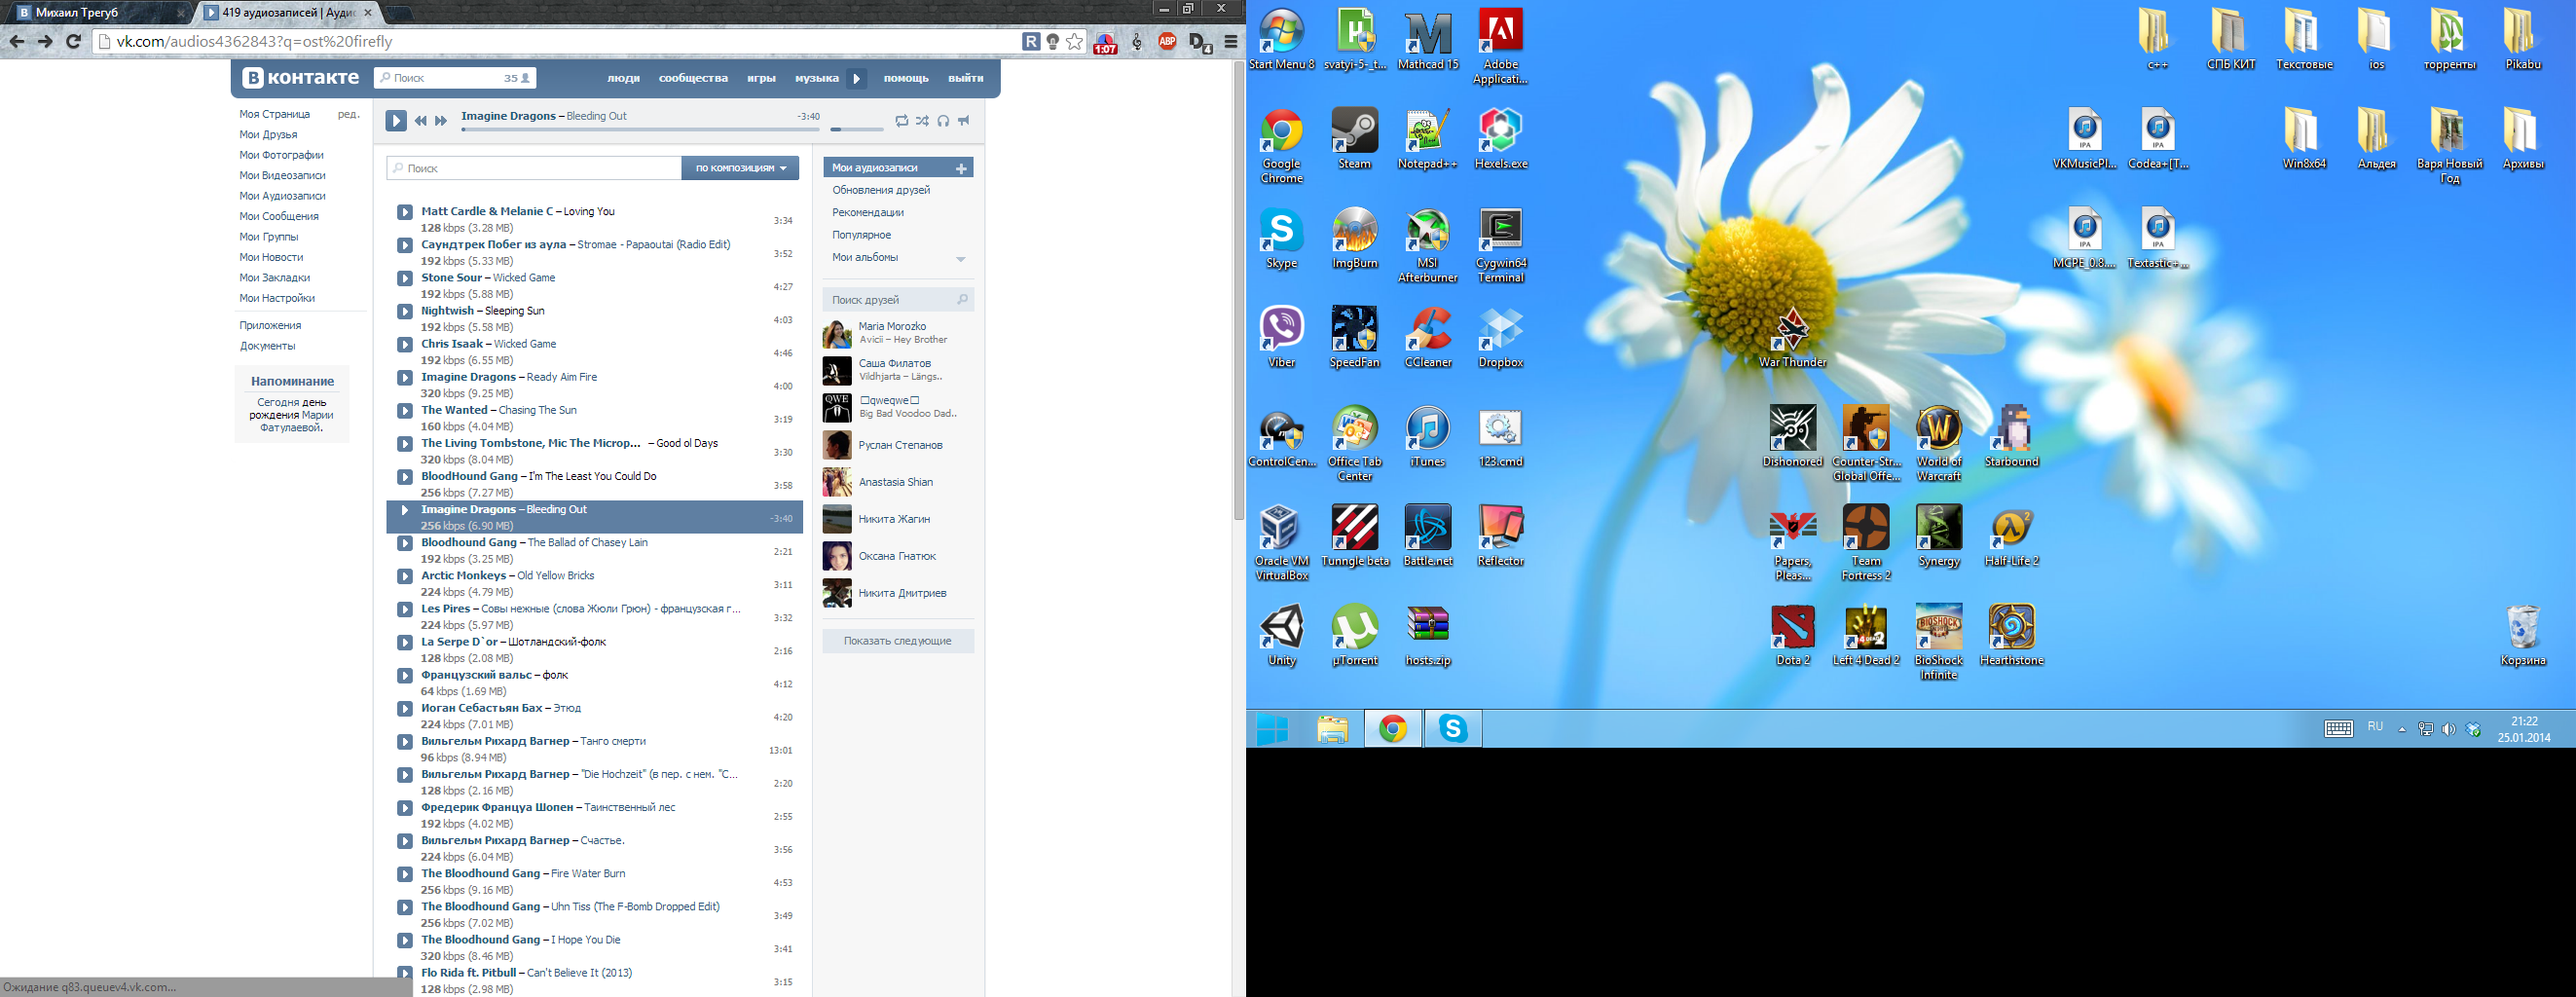 Михаил Трегуб
419 аудиозаписей | Аудис
vk.com/audios4362843?q=ost%20firefly
R
1:07
ABP
D
4
В контакте
Поиск
35
люди
сообщества
игры
музыка
помощь
выйти
Моя Страница
ред.
Мои Друзья
Мои Фотографии
Мои Видеозаписи
Мои Аудиозаписи
Мои Сообщения
Мои Группы
Мои Новости
Мои Закладки
Мои Настройки
Приложения
Документы
Напоминание
Сегодня день
рождения Марии
Фатулаевой.
Imagine Dragons – Bleeding Out
-3:40
Поиск
по композициям
Matt Cardle & Melanie C – Loving You
3:34
128 kbps (3.28 MB)
Саундтрек Побег из аула – Stromae - Papaoutai (Radio Edit)
3:52
192 kbps (5.33 MB)
Stone Sour – Wicked Game
4:27
192 kbps (5.88 MB)
Nightwish – Sleeping Sun
4:03
192 kbps (5.58 MB)
Chris Isaak – Wicked Game
4:46
192 kbps (6.55 MB)
Imagine Dragons – Ready Aim Fire
4:00
320 kbps (9.25 MB)
The Wanted – Chasing The Sun
3:19
160 kbps (4.04 MB)
The Living Tombstone, Mic The Microp... – Good ol Days
3:30
320 kbps (8.04 MB)
BloodHound Gang – I'm The Least You Could Do
3:58
256 kbps (7.27 MB)
Imagine Dragons – Bleeding Out
-3:40
256 kbps (6.90 MB)
Bloodhound Gang – The Ballad of Chasey Lain
2:21
192 kbps (3.25 MB)
Arctic Monkeys – Old Yellow Bricks
3:11
224 kbps (4.79 MB)
Les Pires – Совы нежные (слова Жюли Грюн) - французская г...
3:32
224 kbps (5.97 MB)
La Serpe D`or – Шотландский-фолк
2:16
128 kbps (2.08 MB)
Французский вальс – фолк
4:12
64 kbps (1.69 MB)
Иоган Себастьян Бах – Этюд
4:20
224 kbps (7.01 MB)
Вильгельм Рихард Вагнер – Танго смерти
13:01
96 kbps (8.94 MB)
Вильгельм Рихард Вагнер – "Die Hochzeit" (в пер. с нем. "С...
2:20
128 kbps (2.16 MB)
Фредерик Француа Шопен – Таинственный лес
2:55
192 kbps (4.02 MB)
Вильгельм Рихард Вагнер – Счастье.
3:56
224 kbps (6.04 MB)
The Bloodhound Gang – Fire Water Burn
4:53
256 kbps (9.16 MB)
The Bloodhound Gang – Uhn Tiss (The F-Bomb Dropped Edit)
3:49
256 kbps (7.02 MB)
The Bloodhound Gang – I Hope You Die
3:41
320 kbps (8.46 MB)
Flo Rida ft. Pitbull – Can't Believe It (2013)
3:15
128 kbps (2.98 MB)
Мои аудиозаписи
Обновления друзей
Рекомендации
Популярное
Мои альбомы
Поиск друзей
Maria Morozko
Avicii – Hey Brother
Саша Филатов
Vildhjarta – Längs..
QWE
qweqwe
Big Bad Voodoo Dad..
Руслан Степанов
Anastasia Shian
Никита Жагин
Оксана Гнатюк
Никита Дмитриев
Показать следующие
Ожидание q83.queuev4.vk.com...
Start Menu 8
svatyi-5-_t...
Mathcad 15
Adobe
Applicati...
Google
Chrome
Steam
Notepad++
Hexels.exe
Skype
ImgBurn
MSI
Afterburner
Cygwin64
Terminal
Viber
SpeedFan
CCleaner
Dropbox
ControlCen...
Office Tab
Center
iTunes
123.cmd
Oracle VM
VirtualBox
Tunngle beta
Battle.net
Reflector
Unity
µTorrent
hosts.zip
War Thunder
Dishonored
Counter-Str...
Global Offe...
World of
Warcraft
Starbound
Papers,
Pleas...
Team
Fortress 2
Synergy
Half-Life 2
Dota 2
Left 4 Dead 2
BioShock
Infinite
Hearthstone
c++
СПБ КИТ
Текстовые
ios
торренты
Pikabu
VKMusicPl...
Codea+[T...
Win8x64
Альдея
Варя Новый
Год
Архивы
IPA
IPA
MCPE_0.8....
Textastic+...
Корзина
RU
21:22
25.01.2014